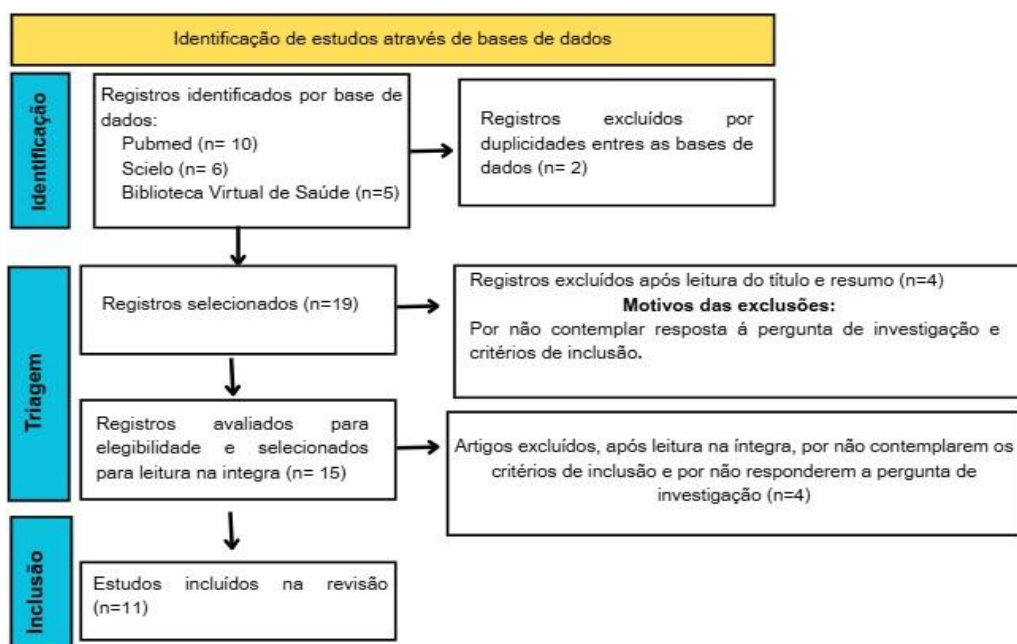 Identificação de estudos através de bases de dados
Identificação
Registros identificados por base de
dados:
Pubmed (n= 10)
Scielo (n= 6)
Biblioteca Virtual de Saúde (n=5)
Registros excluídos por
duplicidades entres as bases de
dados (n= 2)
Triagem
Registros selecionados (n=19)
Registros excluídos após leitura do título e resumo (n=4)
Motivos das exclusões:
Por não contemplar resposta á pergunta de investigação e
critérios de inclusão.
Registros avaliados para
elegibilidade e selecionados
para leitura na integra (n= 15)
Artigos excluídos, após leitura na íntegra, por não contemplarem os
critérios de inclusão e por não responderem a pergunta de
investigação (n=4)
Inclusão
Estudos incluídos na revisão
(n=11)